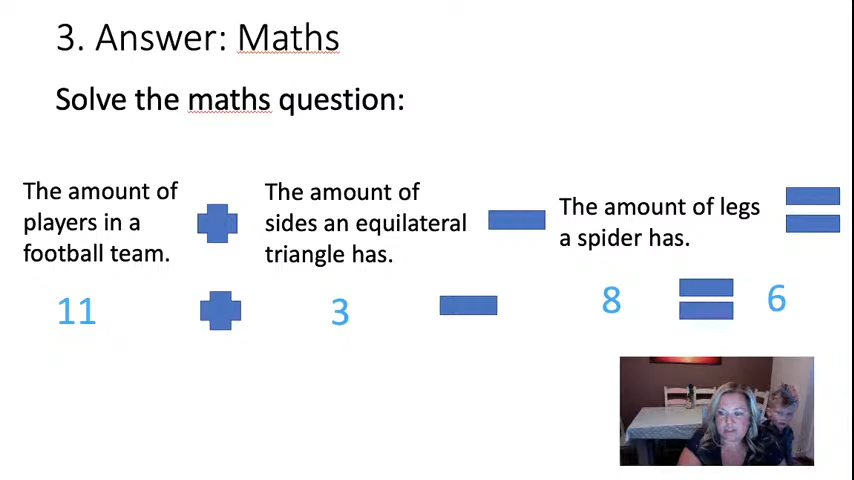 3. Answer: Maths
Solve the maths question:
The amount of
players in a
football team.
The amount of
sides an equilateral
triangle has.
The amount of legs
a spider has.
11
3
8
6